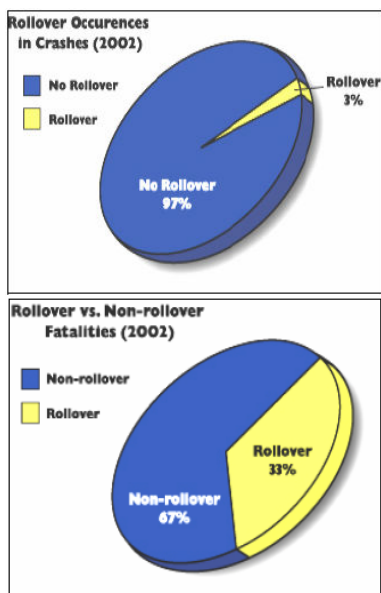 Rollover Occurences
in Crashes (2002)
No Rollover
Rollover
Rollover
3%
No Rollover
97%
Rollover vs. Non-rollover
Fatalities (2002)
Non-rollover
Rollover
Rollover
33%
Non-rollover
67%